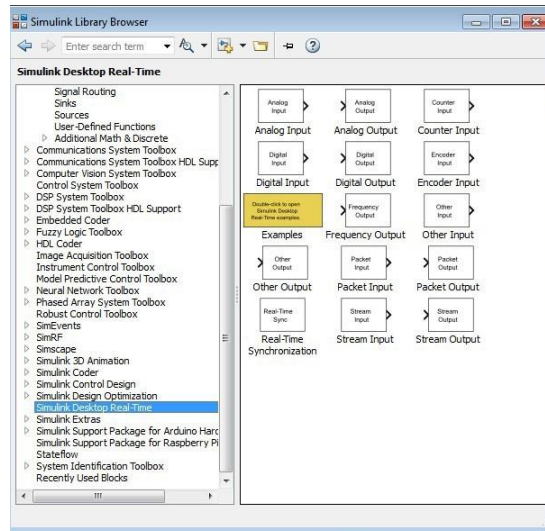 Simulink Library Browser
Enter search term
Simulink Desktop Real-Time
Signal Routing
Sinks
Sources
User-Defined Functions
Additional Math & Discrete
Communications System Toolbox
Communications System Toolbox HDL Supp
Computer Vision System Toolbox
Control System Toolbox
DSP System Toolbox
DSP System Toolbox HDL Support
Embedded Coder
Fuzzy Logic Toolbox
HDL Coder
Image Acquisition Toolbox
Instrument Control Toolbox
Model Predictive Control Toolbox
Neural Network Toolbox
Phased Array System Toolbox
Robust Control Toolbox
SimEvents
SimRF
Simscape
Simulink 3D Animation
Simulink Coder
Simulink Control Design
Simulink Design Optimization
Simulink Desktop Real-Time
Simulink Extras
Simulink Support Package for Arduino Hard
Simulink Support Package for Raspberry Pi
Stateflow
System Identification Toolbox
Recently Used Blocks
Analog
Input
Analog Input
Analog
Output
Analog Output
Counter
Input
Counter Input
Digital
Input
Digital Input
Digital
Output
Digital Output
Encoder
Input
Encoder Input
Double-click to open
Simulink Desktop
Real-Time examples
Examples
Frequency
Output
Frequency Output
Other
Input
Other Input
Other
Output
Other Output
Packet
Input
Packet Input
Packet
Output
Packet Output
Real-Time
Sync
Real-Time
Synchronization
Stream
Input
Stream Input
Stream
Output
Stream Output